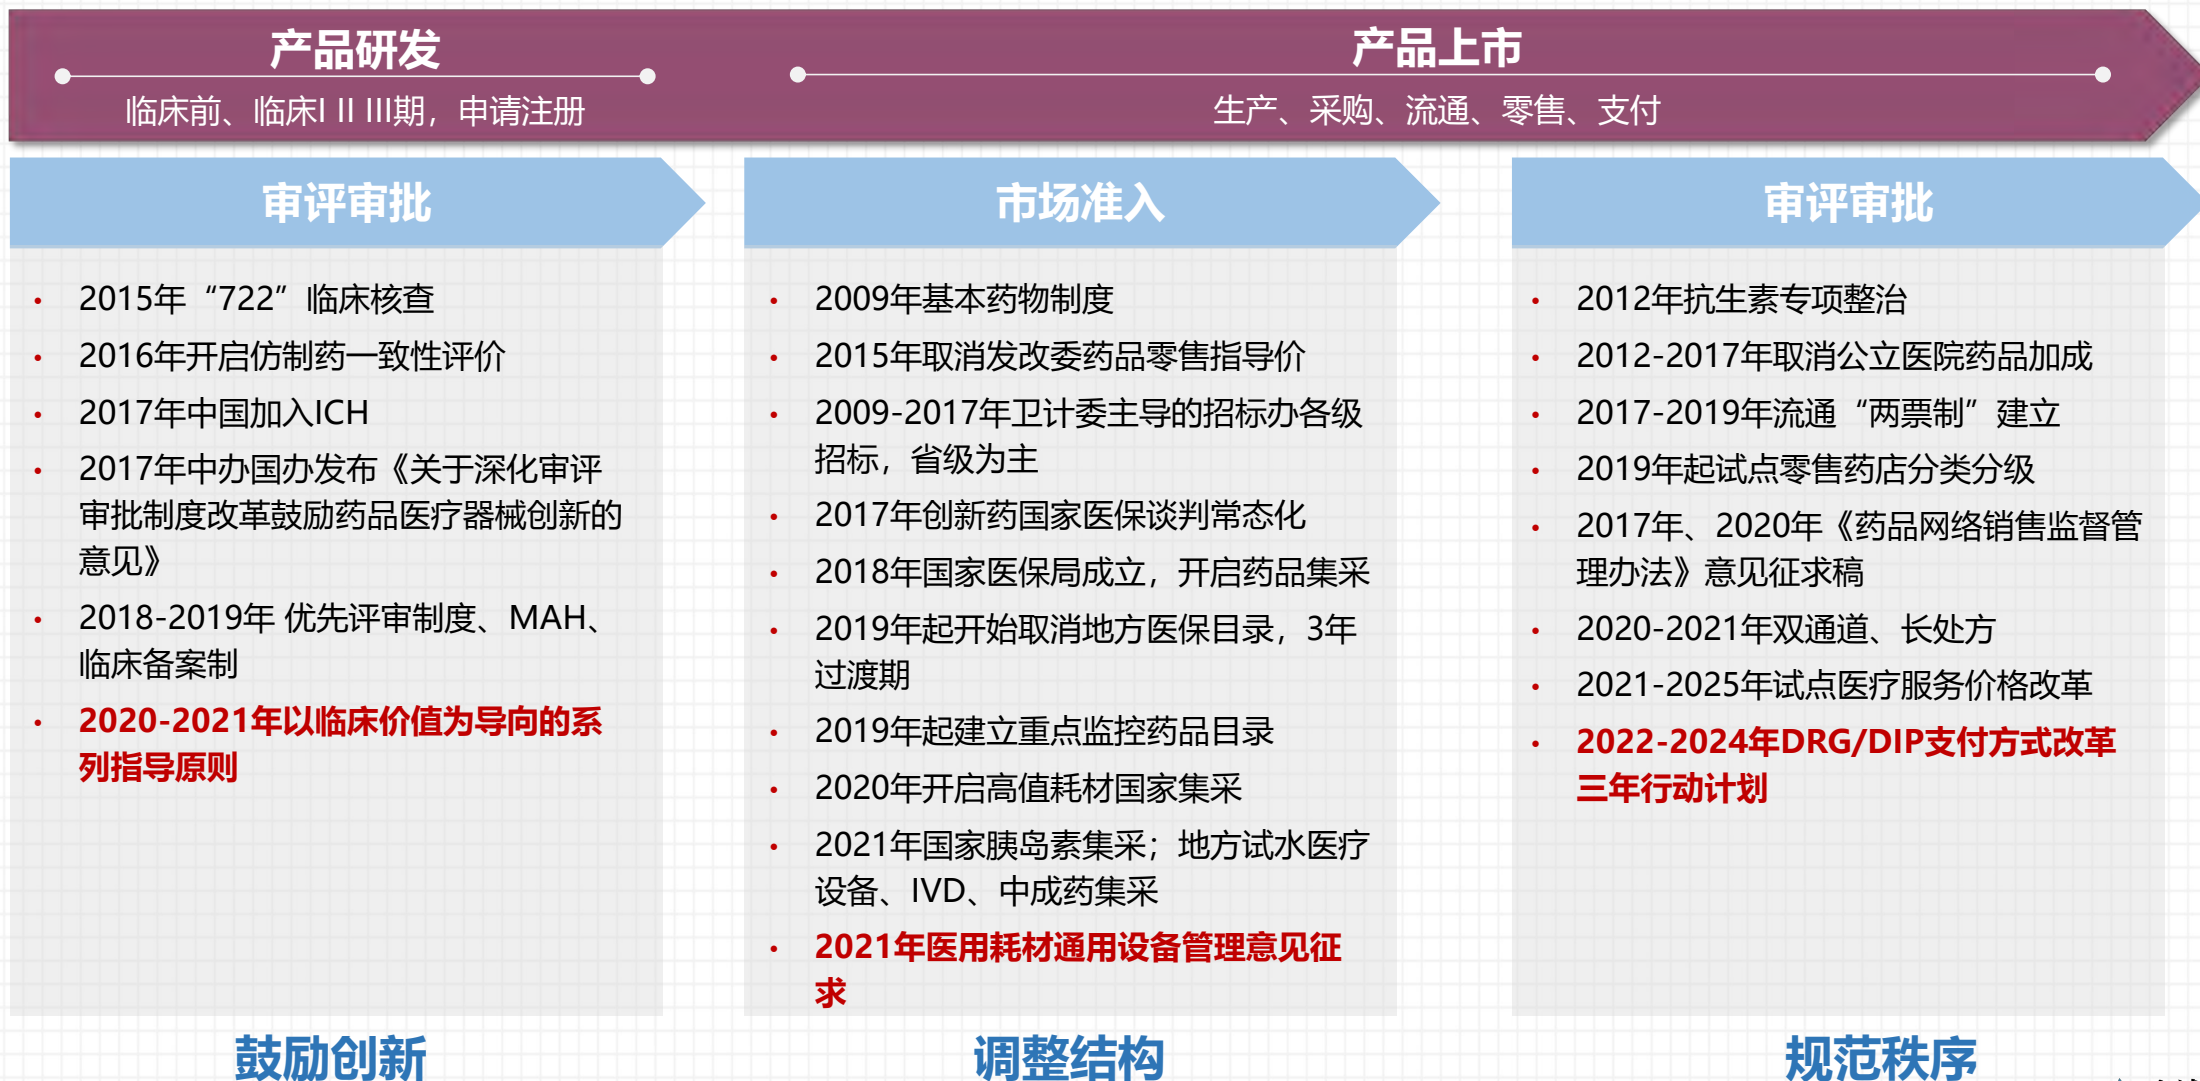 产品研发
临床前、临床I II III期，申请注册
产品上市
生产、采购、流通、零售、支付
审评审批
• 2015年“722”临床核查
• 2016年开启仿制药一致性评价
• 2017年中国加入ICH
• 2017年中办国办发布《关于深化审评
审批制度改革鼓励药品医疗器械创新的
意见》
• 2018-2019年 优先评审制度、MAH、
临床备案制
• 2020-2021年以临床价值为导向的系
列指导原则
鼓励创新
市场准入
• 2009年基本药物制度
• 2015年取消发改委药品零售指导价
• 2009-2017年卫计委主导的招标办各级
招标，省级为主
• 2017年创新药国家医保谈判常态化
• 2018年国家医保局成立，开启药品集采
• 2019年起开始取消地方医保目录，3年
过渡期
• 2019年起建立重点监控药品目录
• 2020年开启高值耗材国家集采
• 2021年国家胰岛素集采；地方试水医疗
设备、IVD、中成药集采
• 2021年医用耗材通用设备管理意见征
求
调整结构
审评审批
• 2012年抗生素专项整治
• 2012-2017年取消公立医院药品加成
• 2017-2019年流通“两票制”建立
• 2019年起试点零售药店分类分级
• 2017年、2020年《药品网络销售监督管
理办法》意见征求稿
• 2020-2021年双通道、长处方
• 2021-2025年试点医疗服务价格改革
• 2022-2024年DRG/DIP支付方式改革
三年行动计划
规范秩序